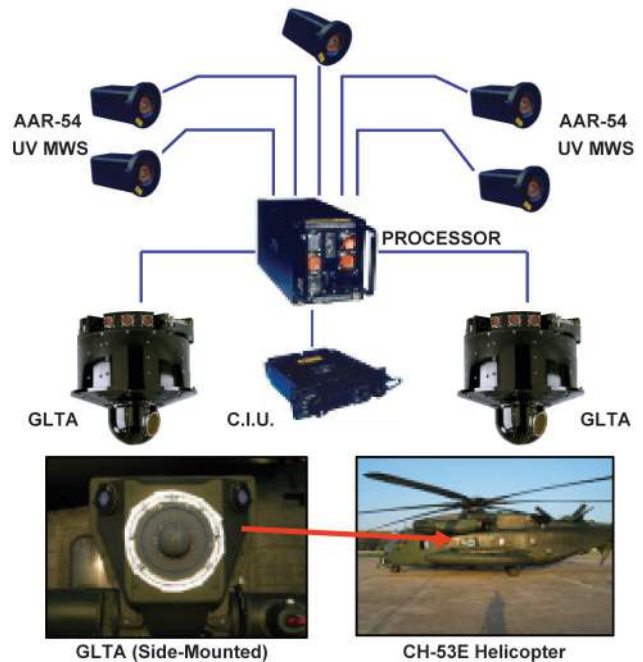 AAR-54
UV MWS
AAR-54
UV MWS
PROCESSOR
GLTA
C.I.U.
GLTA
GLTA (Side-Mounted)
CH-53E Helicopter